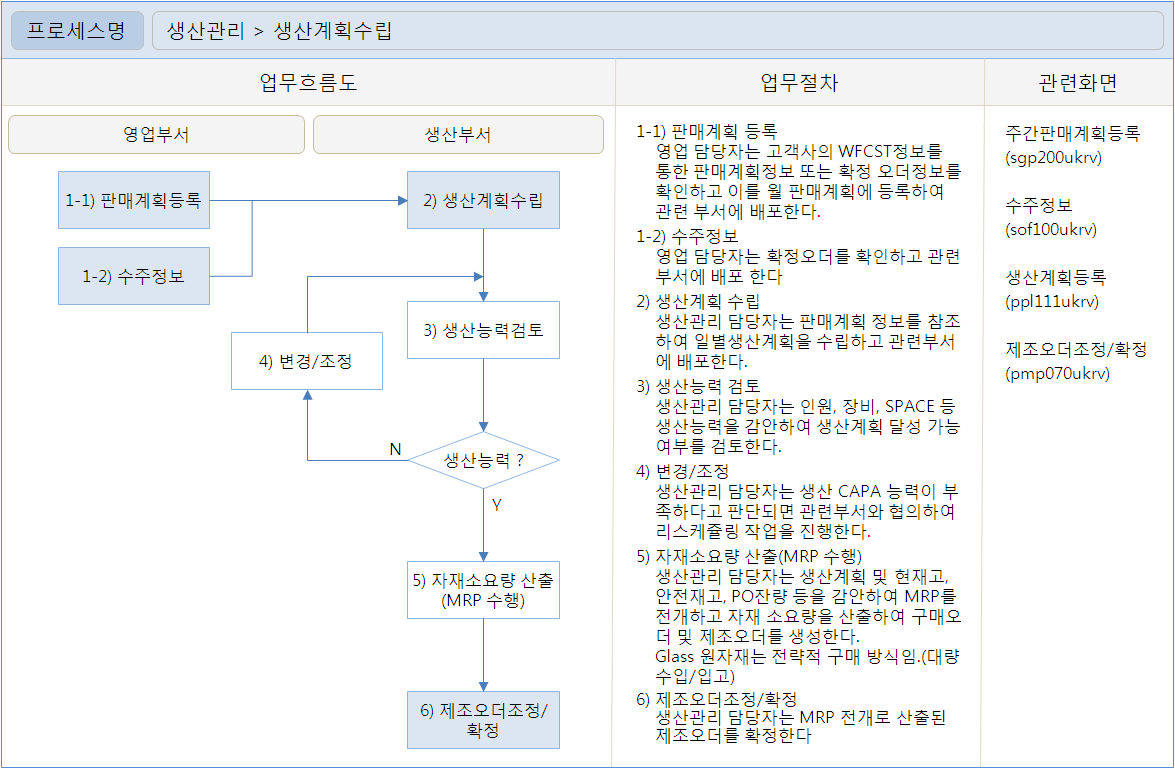 프로세스명
생산관리 > 생산계획수립
업무흐름도
업무절차
관련화면
영업부서
생산부서
1-1) 판매계획등록
2) 생산계획수립
1-2) 수주정보
3) 생산능력검토
4) 변경/조정
N
생산능력 ?
Y
5) 자재소요량 산출
(MRP 수행)
6) 제조오더조정/
확정
1-1) 판매계획 등록
영업 담당자는 고객사의 WFCST정보를
통한 판매계획정보 또는 확정 오더정보를
확인하고 이를 월 판매계획에 등록하여
관련 부서에 배포한다.
1-2) 수주정보
영업 담당자는 확정오더를 확인하고 관련
부서에 배포 한다
2) 생산계획 수립
생산관리 담당자는 판매계획 정보를 참조
하여 일별생산계획을 수립하고 관련부서
에 배포한다.
3) 생산능력 검토
생산관리 담당자는 인원, 장비, SPACE 등
생산능력을 감안하여 생산계획 달성 가능
여부를 검토한다.
4) 변경/조정
생산관리 담당자는 생산 CAPA 능력이 부
족하다고 판단되면 관련부서와 협의하여
리스케쥴링 작업을 진행한다.
5) 자재소요량 산출(MRP 수행)
생산관리 담당자는 생산계획 및 현재고,
안전재고, PO잔량 등을 감안하여 MRP를
전개하고 자재 소요량을 산출하여 구매오
더 및 제조오더를 생성한다.
Glass 원자재는 전략적 구매 방식임.(대량
수입/입고)
6) 제조오더조정/확정
생산관리 담당자는 MRP 전개로 산출된
제조오더를 확정한다
주간판매계획등록
(sgp200ukrv)
수주정보
(sof100ukrv)
생산계획등록
(ppl111ukrv)
제조오더조정/확정
(pmp070ukrv)